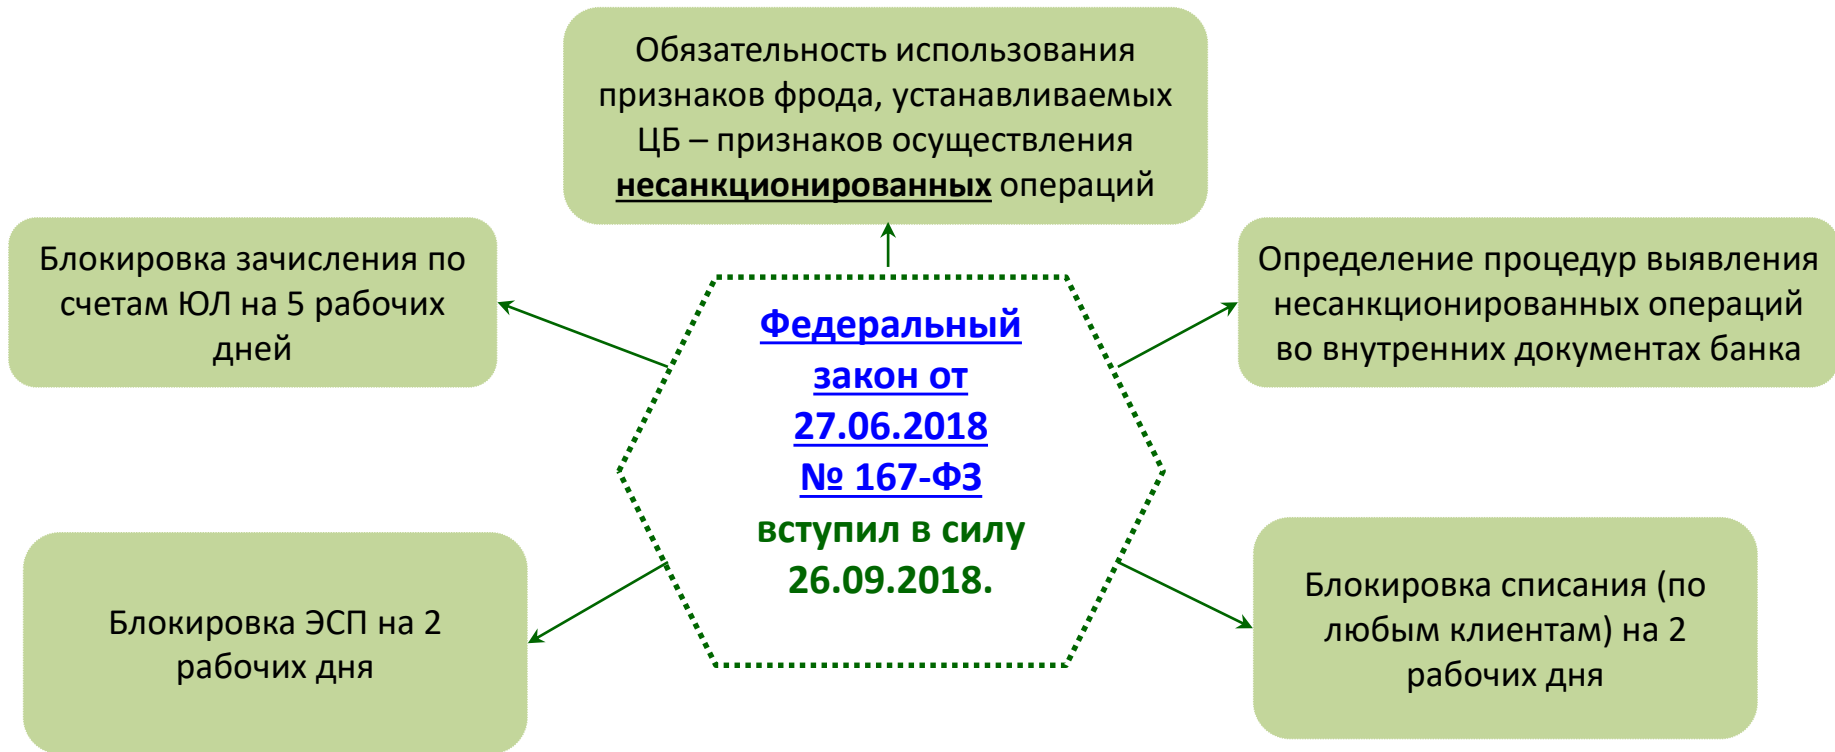 Обязательность использования
признаков фрода, устанавливаемых
ЦБ – признаков осуществления
несанкционированных операций
Блокировка зачисления по
счетам ЮЛ на 5 рабочих
дней
Определение процедур выявления
несанкционированных операций
во внутренних документах банка
Федеральный
закон от
27.06.2018
№ 167-ФЗ
вступил в силу
26.09.2018.
Блокировка ЭСП на 2
рабочих дня
Блокировка списания (по
любым клиентам) на 2
рабочих дня